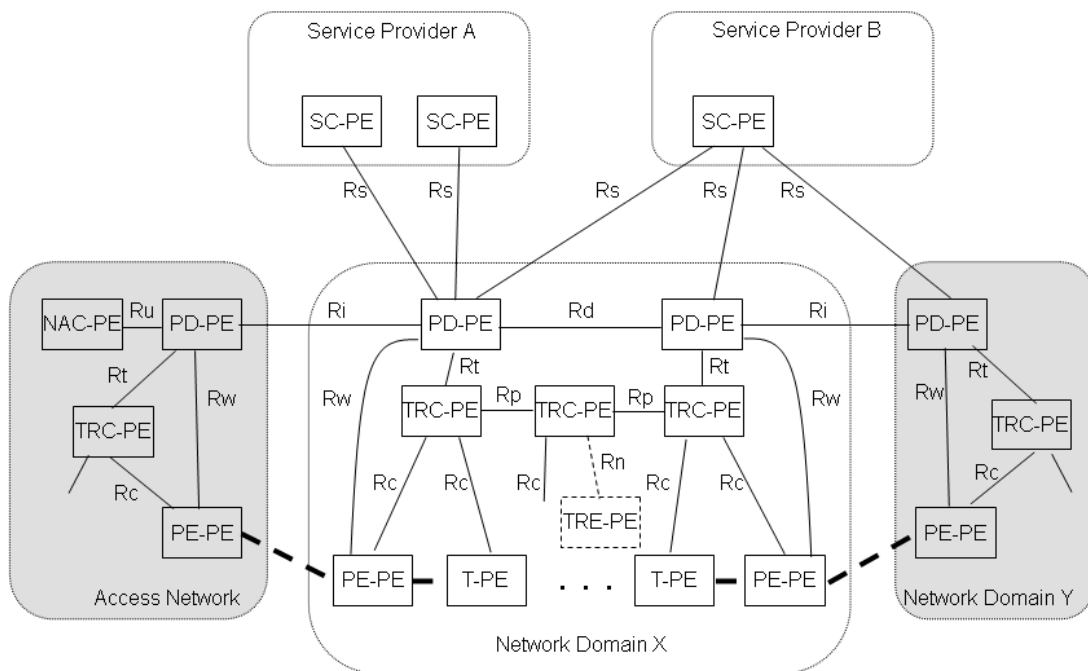 Service Provider A
Service Provider B
SC-PE
SC-PE
SC-PE
Rs
Rs
Rs
Rs
Rs
NAC-PE
Ru
PD-PE
Ri
PD-PE
Rd
PD-PE
Ri
PD-PE
Rt
Rw
Rw
Rt
Rt
Rw
Rw
Rt
TRC-PE
TRC-PE
Rp
TRC-PE
Rp
TRC-PE
TRC-PE
Rc
Rc
Rc
Rc
Rn
Rc
Rc
Rc
TRE-PE
PE-PE
PE-PE
PE-PE
T-PE
. . .
T-PE
PE-PE
Access Network
Network Domain X
Network Domain Y